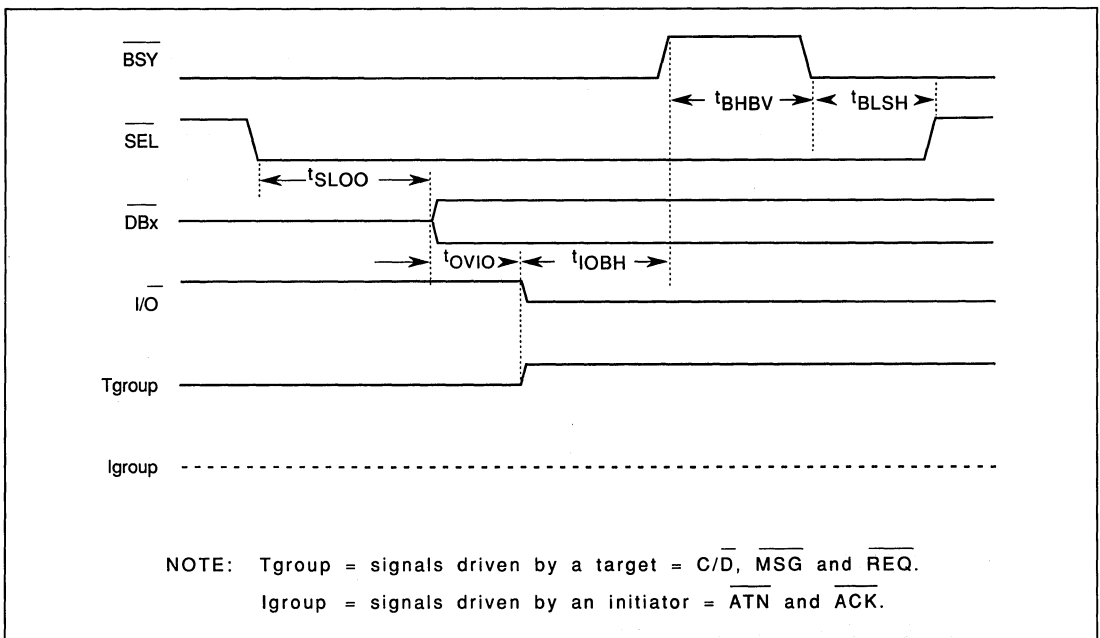 BSY
tBHBV
tBLSH
SEL
tSLOO
DBx
tOVIO
tIOBH
I/O
Tgroup
Igroup
NOTE: Tgroup = signals driven by a target = C/D, MSG and REQ.
Igroup = signals driven by an initiator = ATN and ACK.